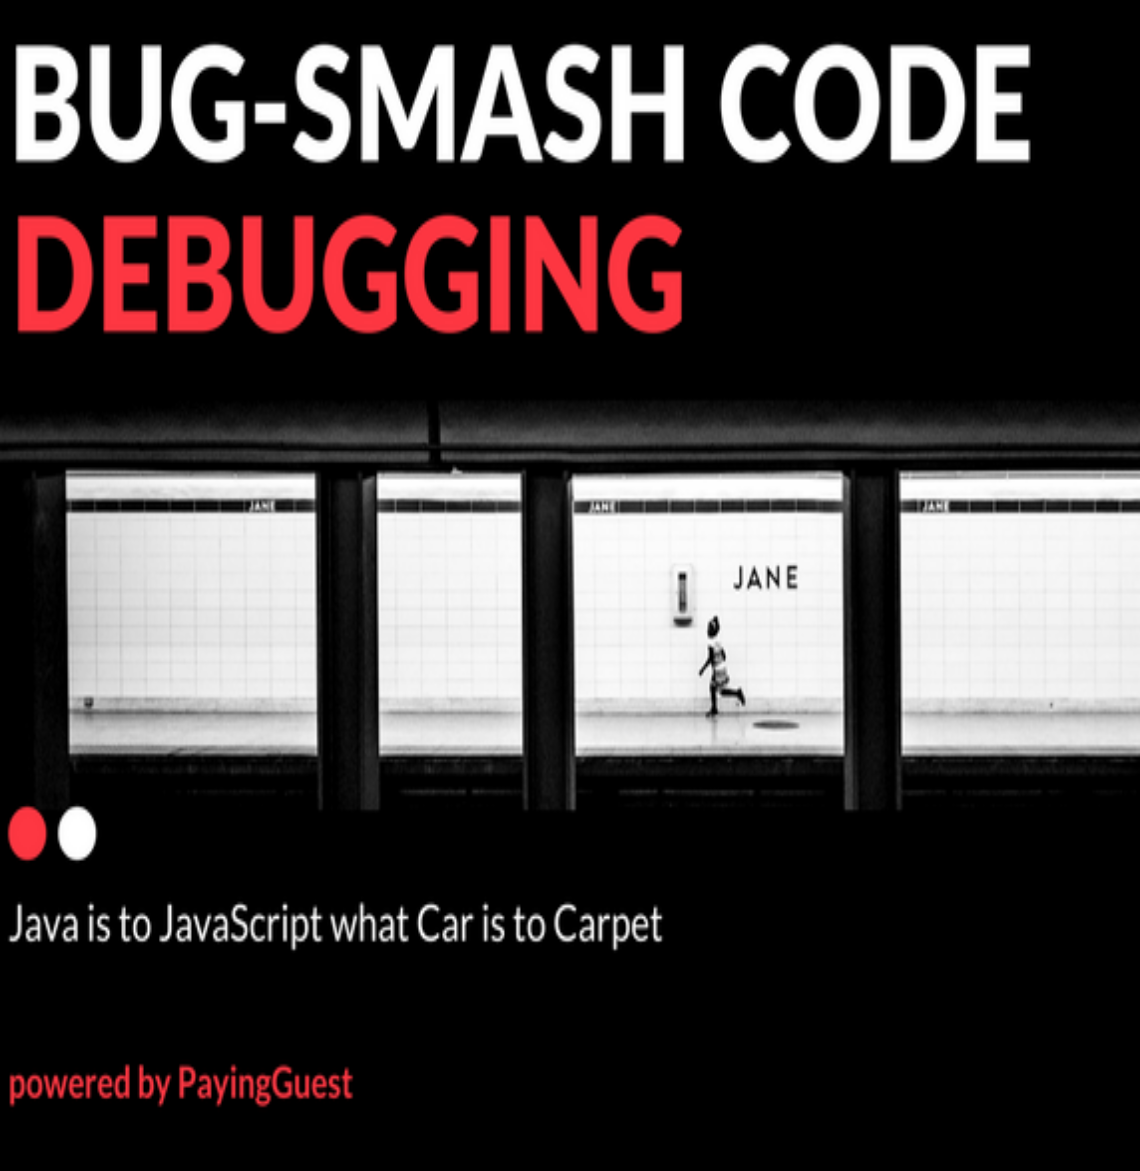 BUG-SMASH CODE
DEBUGGING
JANE
JANE
JANE
JANE
Java is to JavaScript what Car is to Carpet
powered by PayingGuest